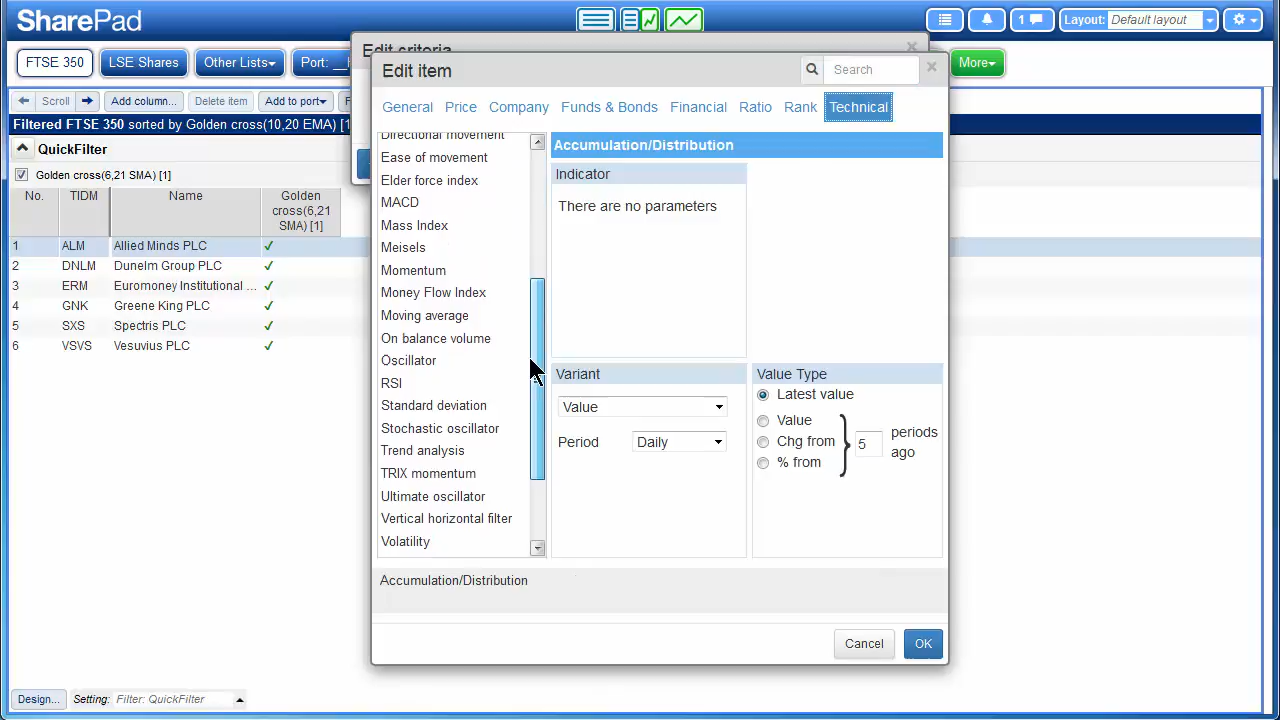 SharePad
1
Layout: Default layout
FTSE 350
LSE Shares
Other Lists
Port:
More
Edit criteria
Edit item
Search
General
Price
Company
Funds & Bonds
Financial
Ratio
Rank
Technical
Scroll
Add column...
Delete item
Add to port
F
Filtered FTSE 350 sorted by Golden cross(10,20 EMA) [1
QuickFilter
Golden cross(6,21 SMA) [1]
No.
TIDM
Name
Golden
cross(6,21
SMA) [1]
1 ALM Allied Minds PLC ✓
2 DNLM Dunelm Group PLC ✓
3 ERM Euromoney Institutional ... ✓
4 GNK Greene King PLC ✓
5 SXS Spectris PLC ✓
6 VSVS Vesuvius PLC ✓
Directional movement
Ease of movement
Elder force index
MACD
Mass Index
Meisels
Momentum
Money Flow Index
Moving average
On balance volume
Oscillator
RSI
Standard deviation
Stochastic oscillator
Trend analysis
TRIX momentum
Ultimate oscillator
Vertical horizontal filter
Volatility
Accumulation/Distribution
Indicator
There are no parameters
Variant
Value
Period
Daily
Value Type
Latest value
Value
Chg from
% from
5
periods
ago
Accumulation/Distribution
Cancel
OK
Design...
Setting: Filter: QuickFilter